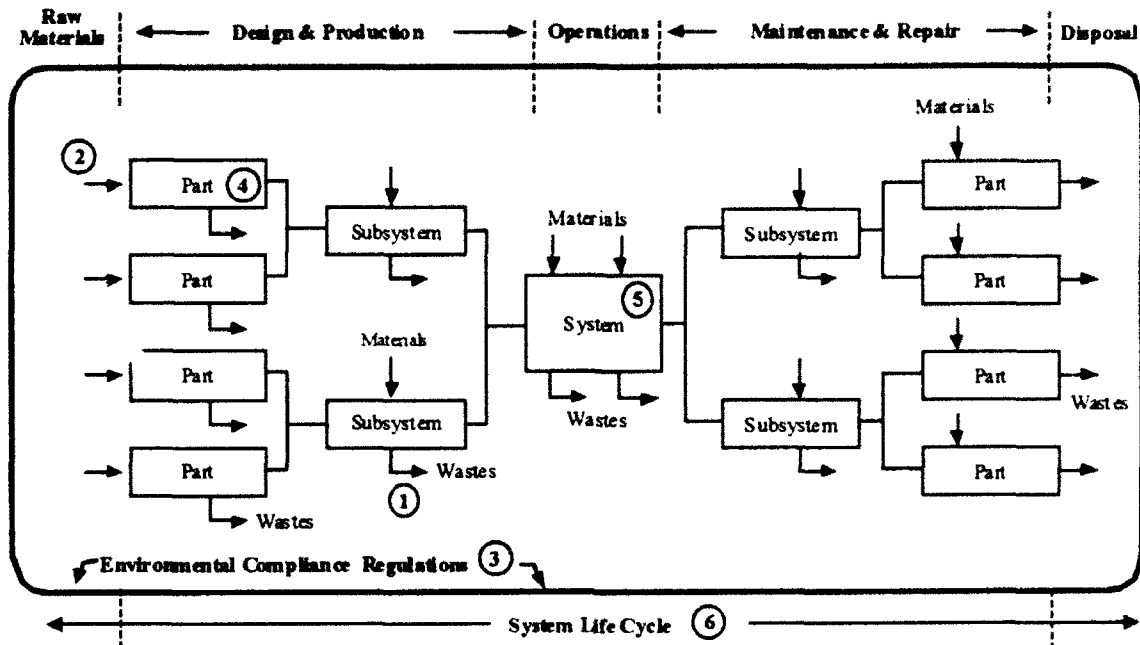 Raw
Materials
Design & Production
Operations
Maintenance & Repair
Disposal
Materials
2
Part
4
Part
Subsystem
Materials
Subsystem
Part
Part
5
System
Materials
Part
Part
Subsystem
Wastes
Part
Wastes
Subsystem
Part
Wastes
1
Part
Wastes
Environmental Compliance Regulations
3
System Life Cycle
6